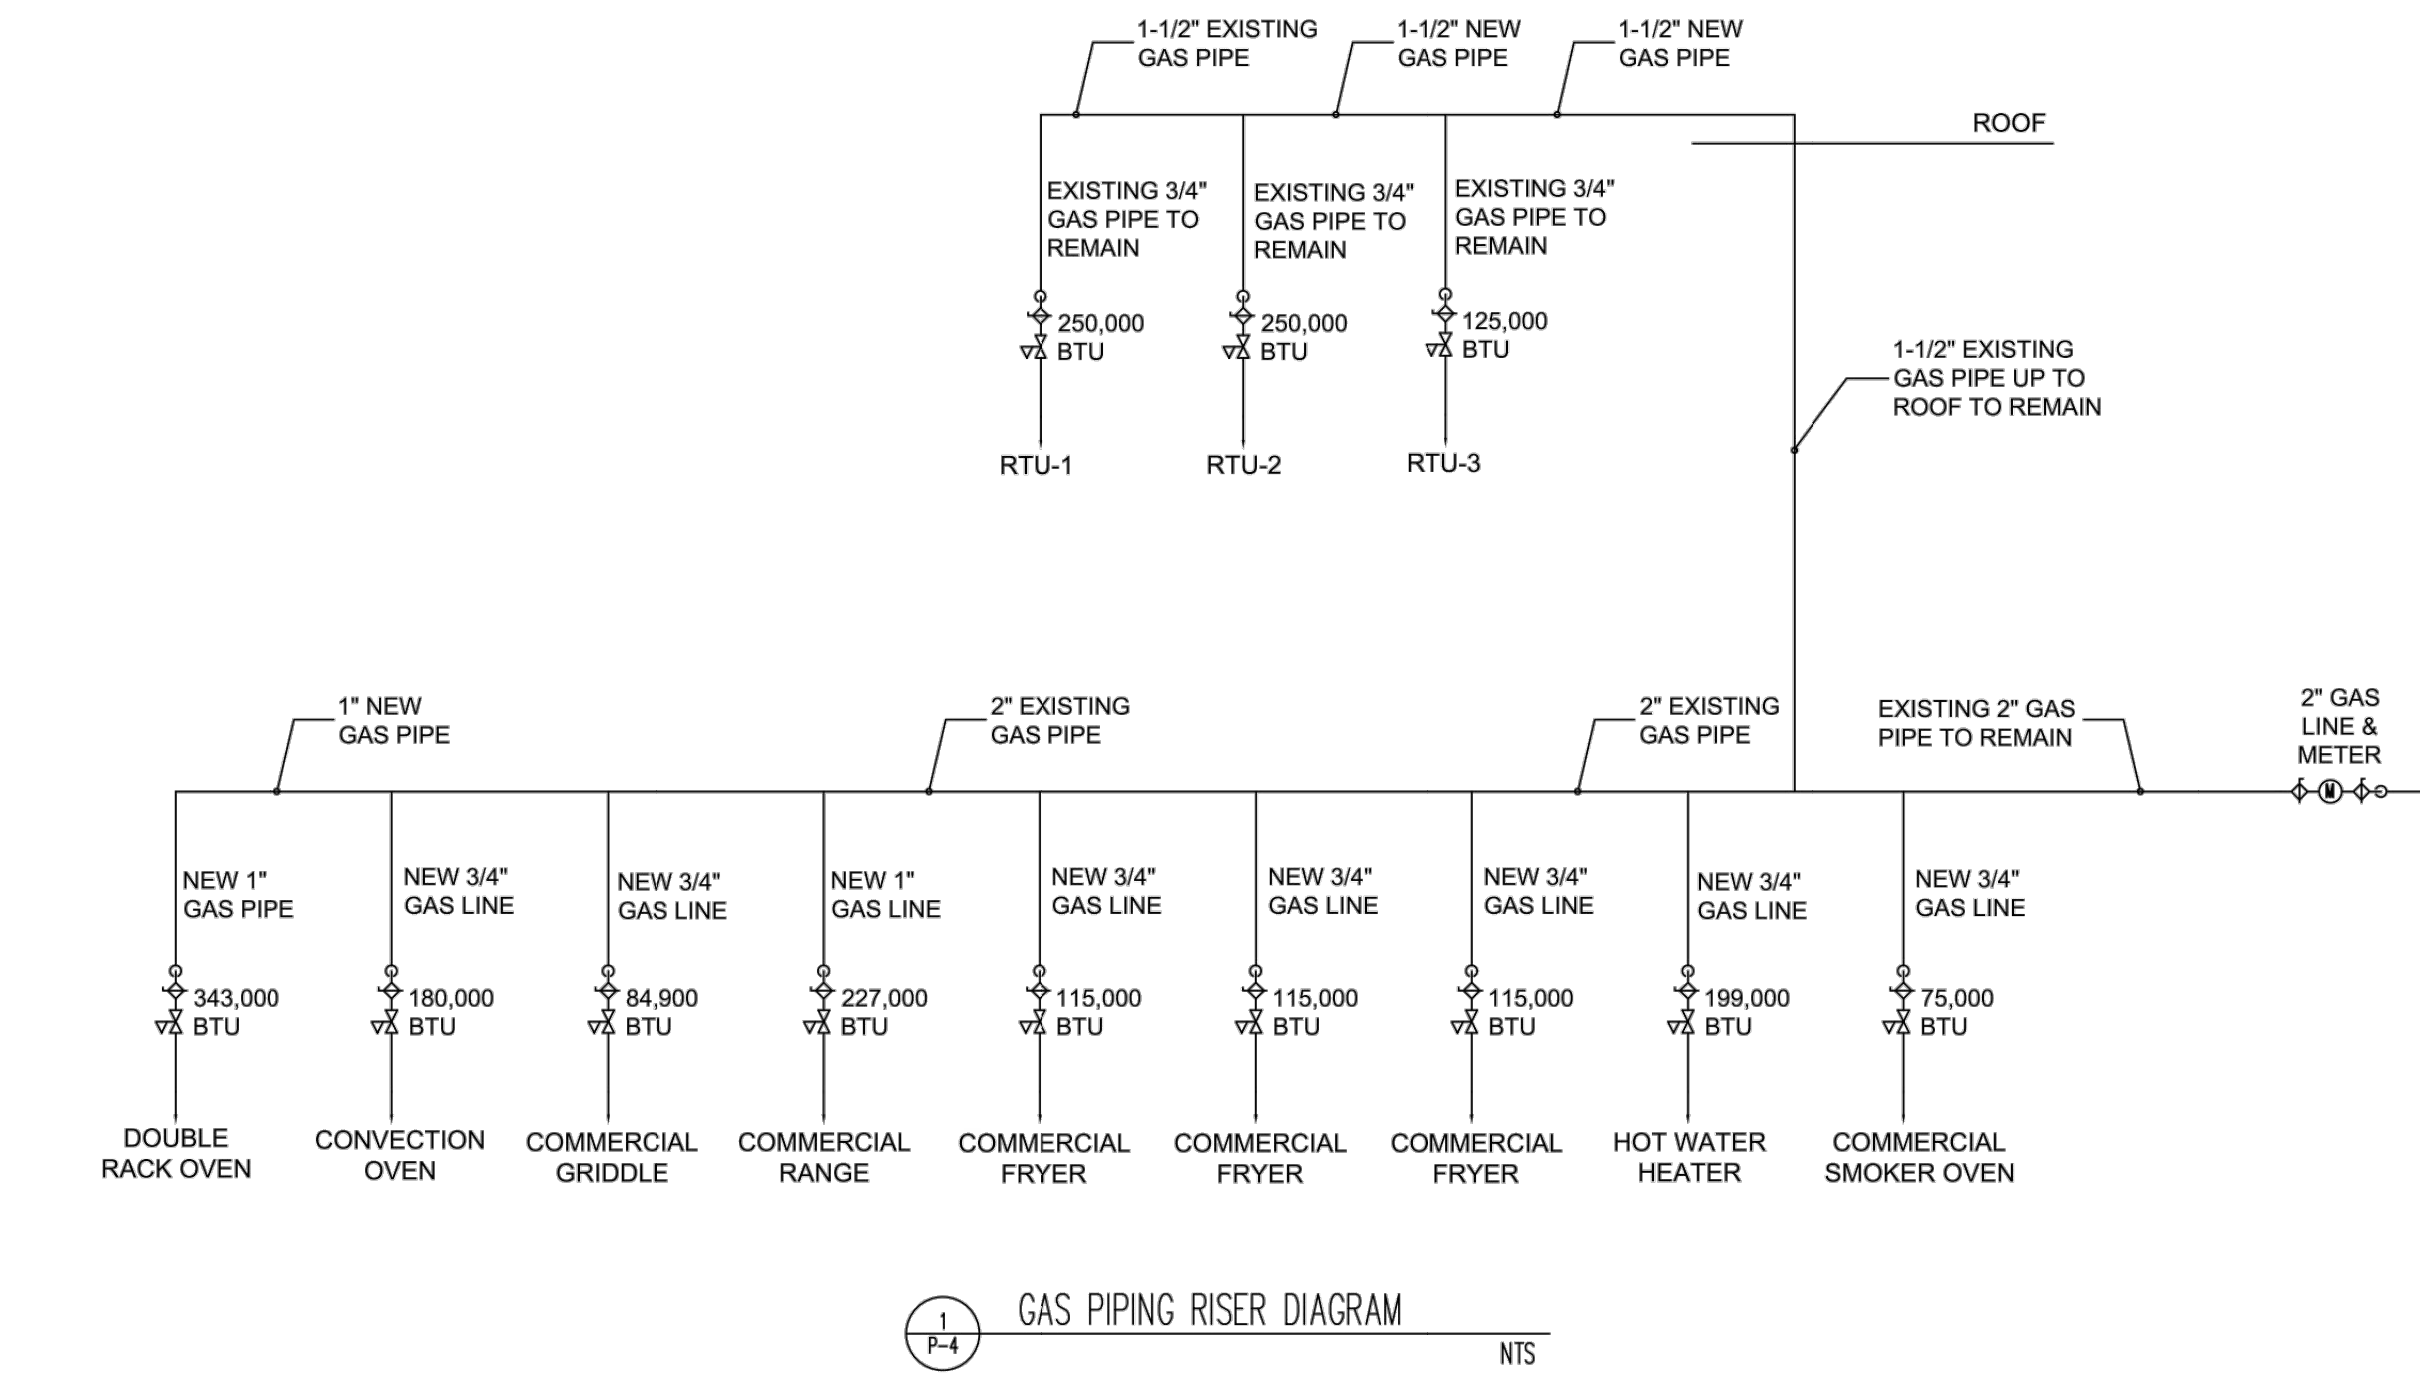 1-1/2" EXISTING
GAS PIPE
1-1/2" NEW
GAS PIPE
1-1/2" NEW
GAS PIPE
ROOF
EXISTING 3/4"
GAS PIPE TO
REMAIN
EXISTING 3/4"
GAS PIPE TO
REMAIN
EXISTING 3/4"
GAS PIPE TO
REMAIN
250,000
BTU
250,000
BTU
125,000
BTU
1-1/2" EXISTING
GAS PIPE UP TO
ROOF TO REMAIN
RTU-1
RTU-2
RTU-3
1" NEW
GAS PIPE
2" EXISTING
GAS PIPE
2" EXISTING
GAS PIPE
EXISTING 2" GAS
PIPE TO REMAIN
2" GAS
LINE &
METER
M
NEW 1"
GAS PIPE
NEW 3/4"
GAS LINE
NEW 3/4"
GAS LINE
NEW 1"
GAS LINE
NEW 3/4"
GAS LINE
NEW 3/4"
GAS LINE
NEW 3/4"
GAS LINE
NEW 3/4"
GAS LINE
NEW 3/4"
GAS LINE
343,000
BTU
180,000
BTU
84,900
BTU
227,000
BTU
115,000
BTU
115,000
BTU
115,000
BTU
199,000
BTU
75,000
BTU
DOUBLE
RACK OVEN
CONVECTION
OVEN
COMMERCIAL
GRIDDLE
COMMERCIAL
RANGE
COMMERCIAL
FRYER
COMMERCIAL
FRYER
COMMERCIAL
FRYER
HOT WATER
HEATER
COMMERCIAL
SMOKER OVEN
1
P-4
GAS PIPING RISER DIAGRAM
NTS